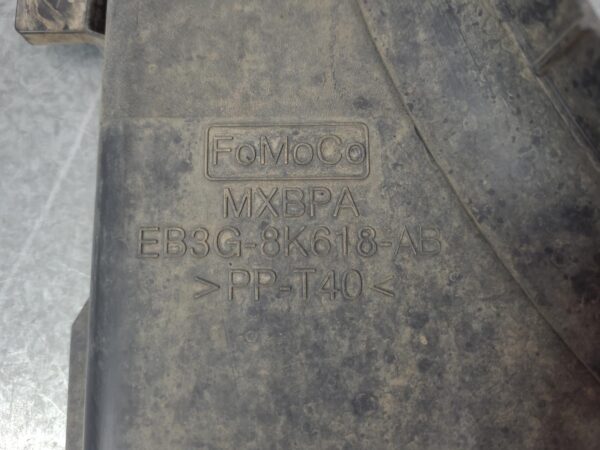 FoMoCo
MXBPA
EB3G-8K618-AB
>PP-T40<